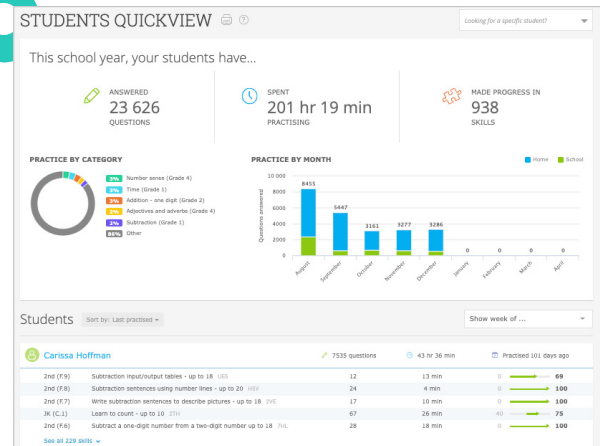 STUDENTS QUICKVIEW
Looking for a specific student?
This school year, your students have...
ANSWERED
23 626
QUESTIONS
SPENT
201 hr 19 min
PRACTISING
MADE PROGRESS IN
938
SKILLS
PRACTICE BY CATEGORY
3% Number sense (Grade 4)
3% Time (Grade 1)
3% Addition - one digit (Grade 2)
Adjectives and adverbs (Grade 4)
2% Subtraction (Grade 1)
86% Other
PRACTICE BY MONTH
Home School
Questions answered
10 000
8000
6000
4000
2000
0
8455 5447 3161 3277 3286 0 0 0 0
August September October November December January February March April
Students Sort by: Last practised Show week of ...
Carissa Hoffman 7535 questions 43 hr 36 min Practised 101 days ago
2nd (F.9) Subtraction input/output tables - up to 18 UES 12 13 min 0 69
2nd (F.8) Subtraction sentences using number lines - up to 20 24 4 min 0 100
2nd (F.7) Write subtraction sentences to describe pictures - up to 18 17 10 min 0 100
JK (C.1) Learn to count - up to 10 67 26 min 40 75
2nd (F.6) Subtract a one-digit number from a two-digit number up to 18 28 18 min 0 100
See all 229 skills